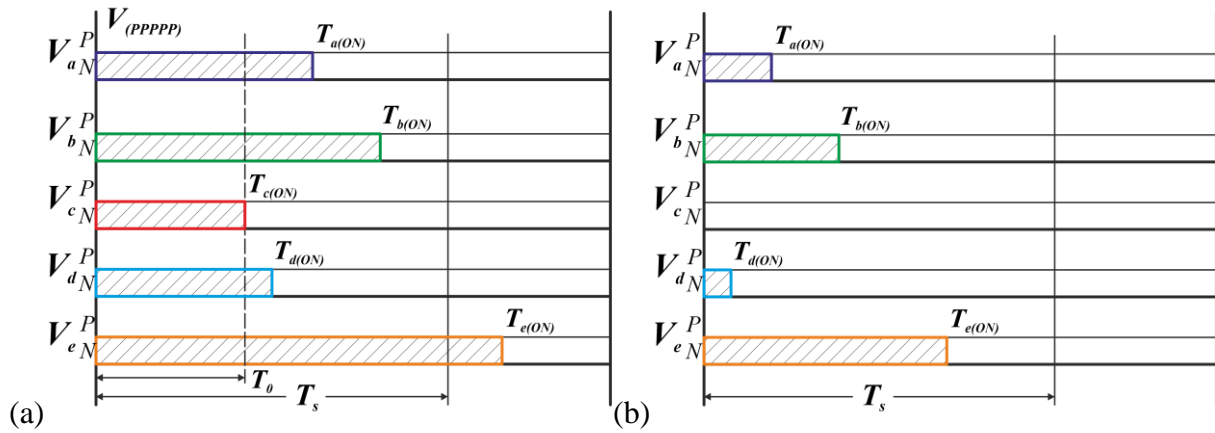 V(PPPPP)
Va P N Ta(ON)
Vb P N Tb(ON)
Vc P N Tc(ON)
Vd P N Td(ON)
Ve P N Te(ON)
T0
Ts
(a)
Va P N Ta(ON)
Vb P N Tb(ON)
Vc P N
Vd P N Td(ON)
Ve P N Te(ON)
Ts
(b)